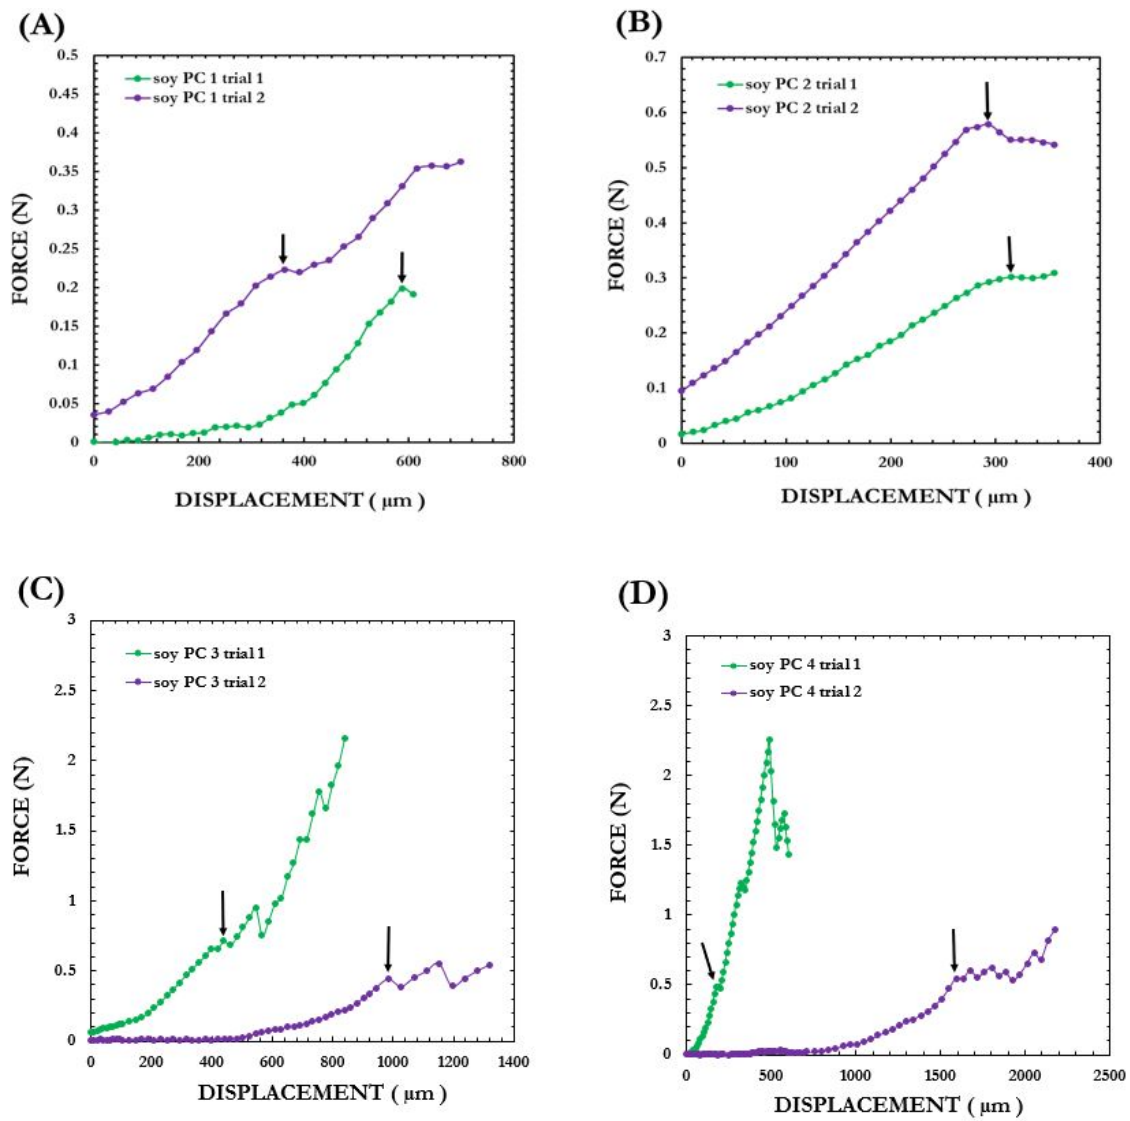 (A)
0.5
0.45
0.4
0.35
0.3
0.25
0.2
0.15
0.1
0.05
0
FORCE (N)
soy PC 1 trial 1
soy PC 1 trial 2
0 200 400 600 800
DISPLACEMENT ( µm )
(B)
0.7
0.6
0.5
0.4
0.3
0.2
0.1
0
FORCE (N)
soy PC 2 trial 1
soy PC 2 trial 2
0 100 200 300 400
DISPLACEMENT ( µm )
(C)
3
2.5
2
1.5
1
0.5
0
FORCE (N)
soy PC 3 trial 1
soy PC 3 trial 2
0 200 400 600 800 1000 1200 1400
DISPLACEMENT ( µm )
(D)
3
2.5
2
1.5
1
0.5
0
FORCE (N)
soy PC 4 trial 1
soy PC 4 trial 2
0 500 1000 1500 2000 2500
DISPLACEMENT ( µm )